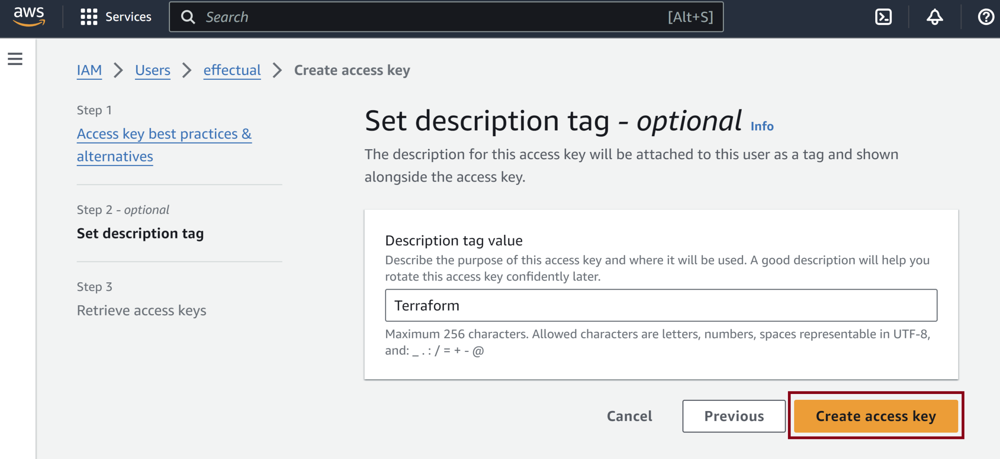 aws
Services
Search
[Alt+S]
IAM > Users > effectual > Create access key
Step 1
Access key best practices &
alternatives
Step 2 - optional
Set description tag
Step 3
Retrieve access keys
Set description tag - optional Info
The description for this access key will be attached to this user as a tag and shown
alongside the access key.
Description tag value
Describe the purpose of this access key and where it will be used. A good description will help you
rotate this access key confidently later.
Terraform
Maximum 256 characters. Allowed characters are letters, numbers, spaces representable in UTF-8,
and: _ . : / = + - @
Cancel
Previous
Create access key